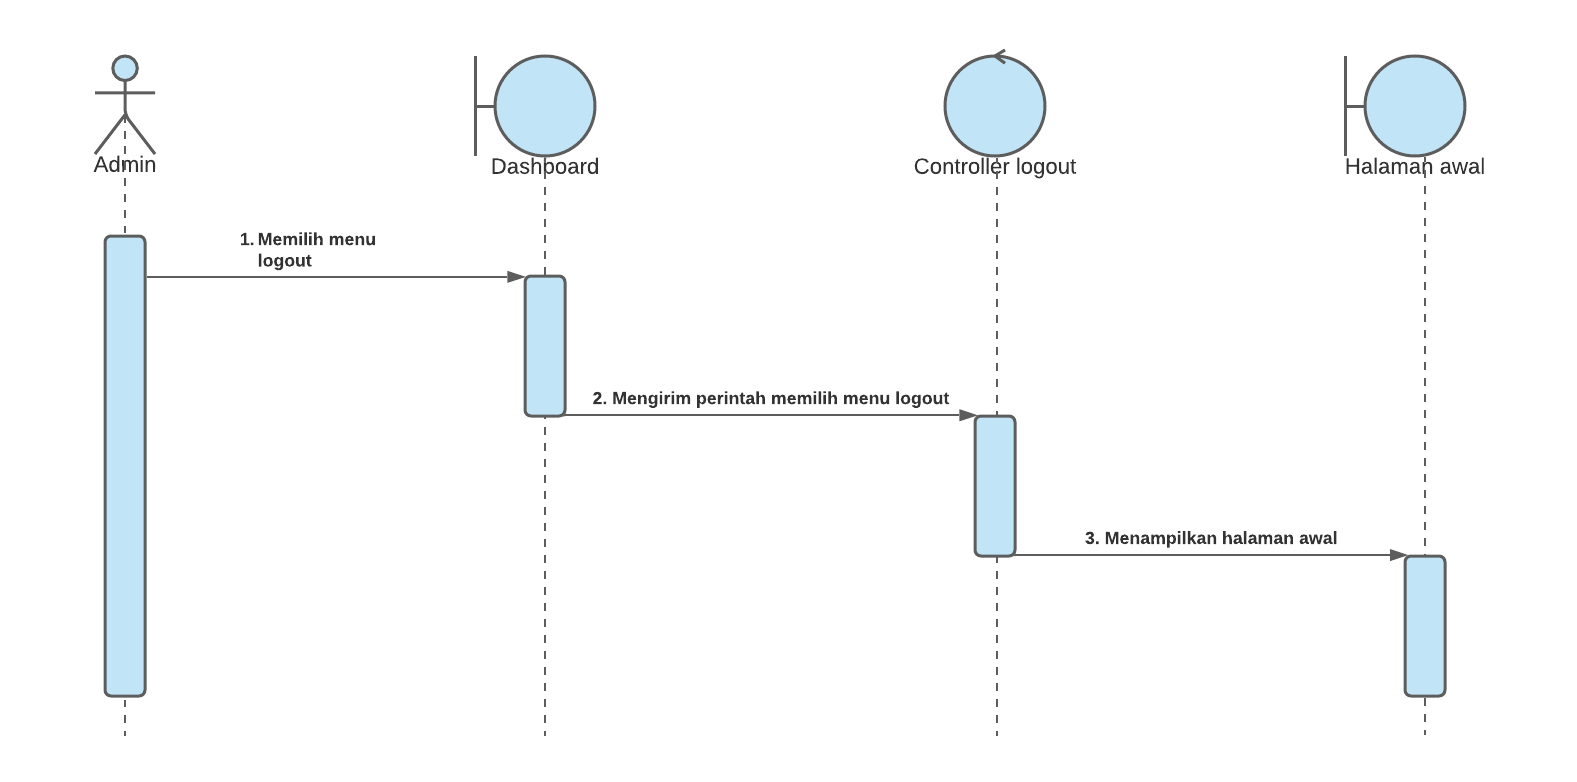 Admin
Dashboard
Controller logout
Halaman awal
1. Memilih menu
logout
2. Mengirim perintah memilih menu logout
3. Menampilkan halaman awal